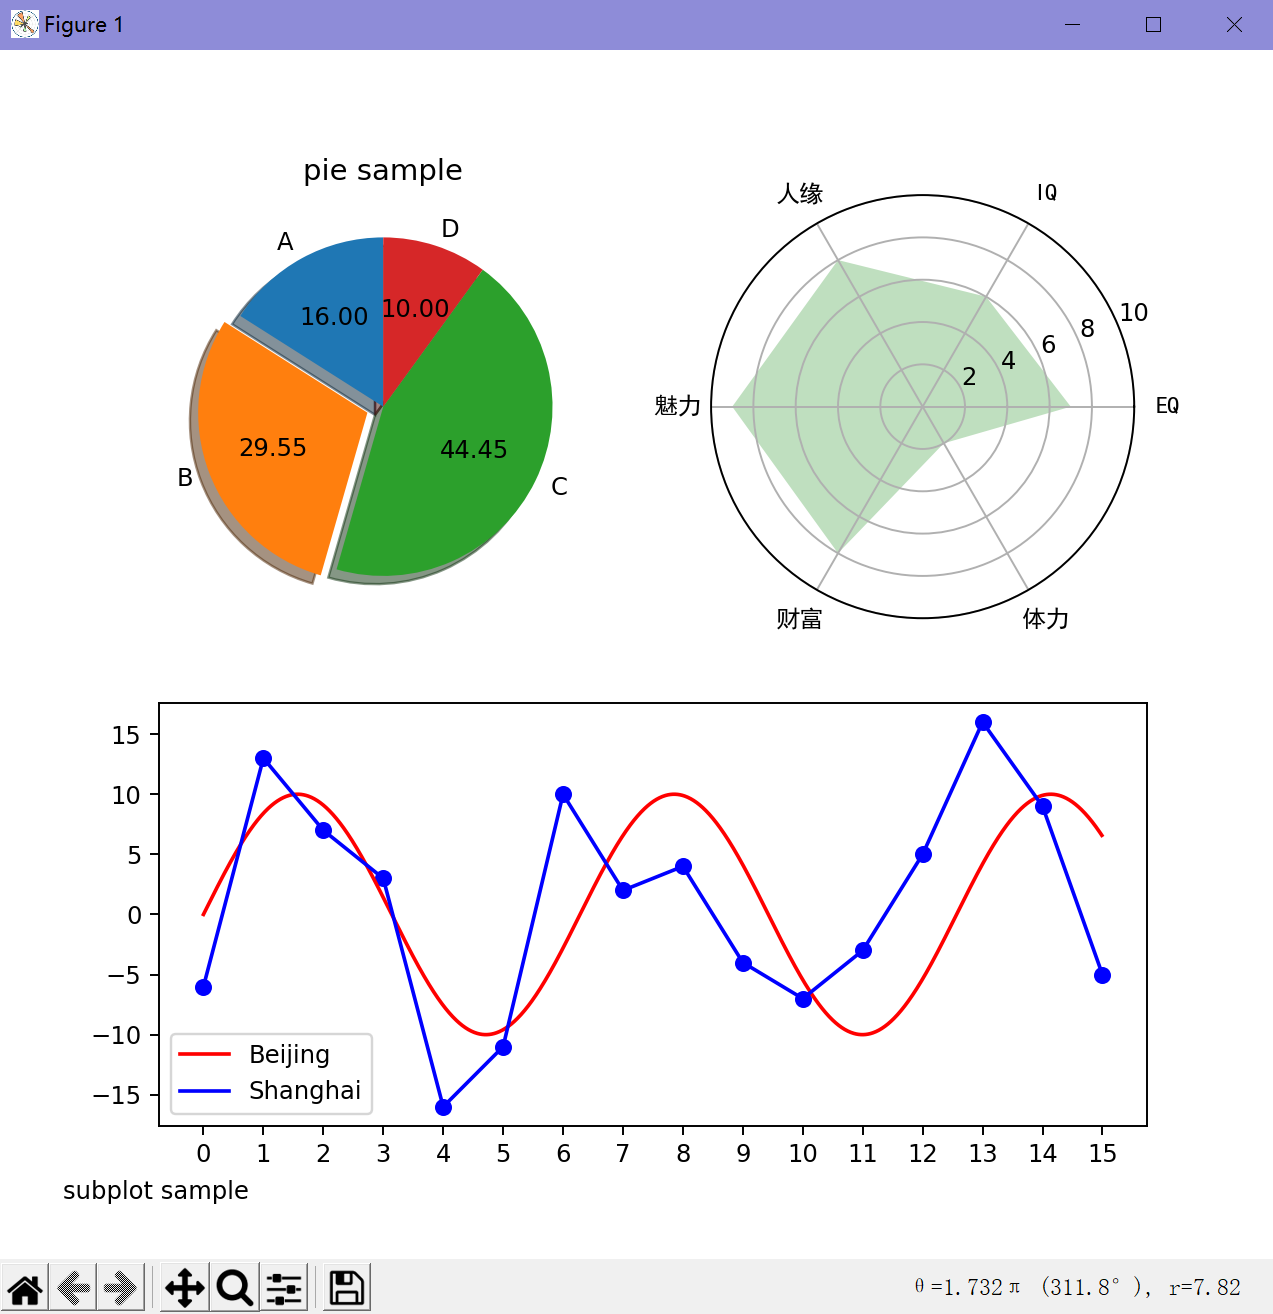 Figure 1
pie sample
A
D
16.00
10.00
29.55
44.45
B
C
人缘
IQ
10
8
6
4
2
魅力
EQ
财富
体力
15
10
5
0
−5
−10
−15
Beijing
Shanghai
0 1 2 3 4 5 6 7 8 9 10 11 12 13 14 15
subplot sample
θ=1.732π (311.8°), r=7.82